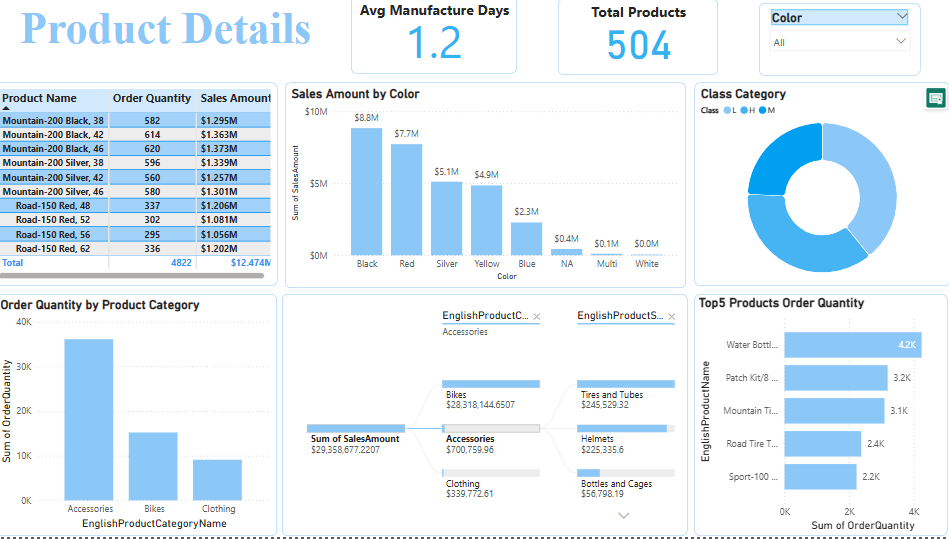 Product Details
Avg Manufacture Days
1.2
Total Products
504
Color
All
Product Name Order Quantity Sales Amount
Mountain-200 Black, 38 582 $1.295M
Mountain-200 Black, 42 614 $1.363M
Mountain-200 Black, 46 620 $1.373M
Mountain-200 Silver, 38 596 $1.339M
Mountain-200 Silver, 42 560 $1.257M
Mountain-200 Silver, 46 580 $1.301M
Road-150 Red, 48 337 $1.206M
Road-150 Red, 52 302 $1.081M
Road-150 Red, 56 295 $1.056M
Road-150 Red, 62 336 $1.202M
Total 4822 $12.474M
Sales Amount by Color
Sum of SalesAmount
$10M
$5M
$0M
$8.8M
$7.7M
$5.1M
$4.9M
$2.3M
$0.4M
$0.1M
$0.0M
Black Red Silver Yellow Blue NA Multi White
Color
Class Category
Class L H M
Order Quantity by Product Category
Sum of OrderQuantity
40K
30K
20K
10K
0K
Accessories Bikes Clothing
EnglishProductCategoryName
EnglishProductC...
Accessories
EnglishProductS...
Sum of SalesAmount
$29,358,677.2207
Bikes
$28,318,144.6507
Accessories
$700,759.96
Clothing
$339,772.61
Tires and Tubes
$245,529.32
Helmets
$225,335.6
Bottles and Cages
$56,798.19
Top5 Products Order Quantity
EnglishProductName
Water Bottl... 4.2K
Patch Kit/8 ... 3.2K
Mountain Ti... 3.1K
Road Tire T... 2.4K
Sport-100 ... 2.2K
0K 2K 4K
Sum of OrderQuantity